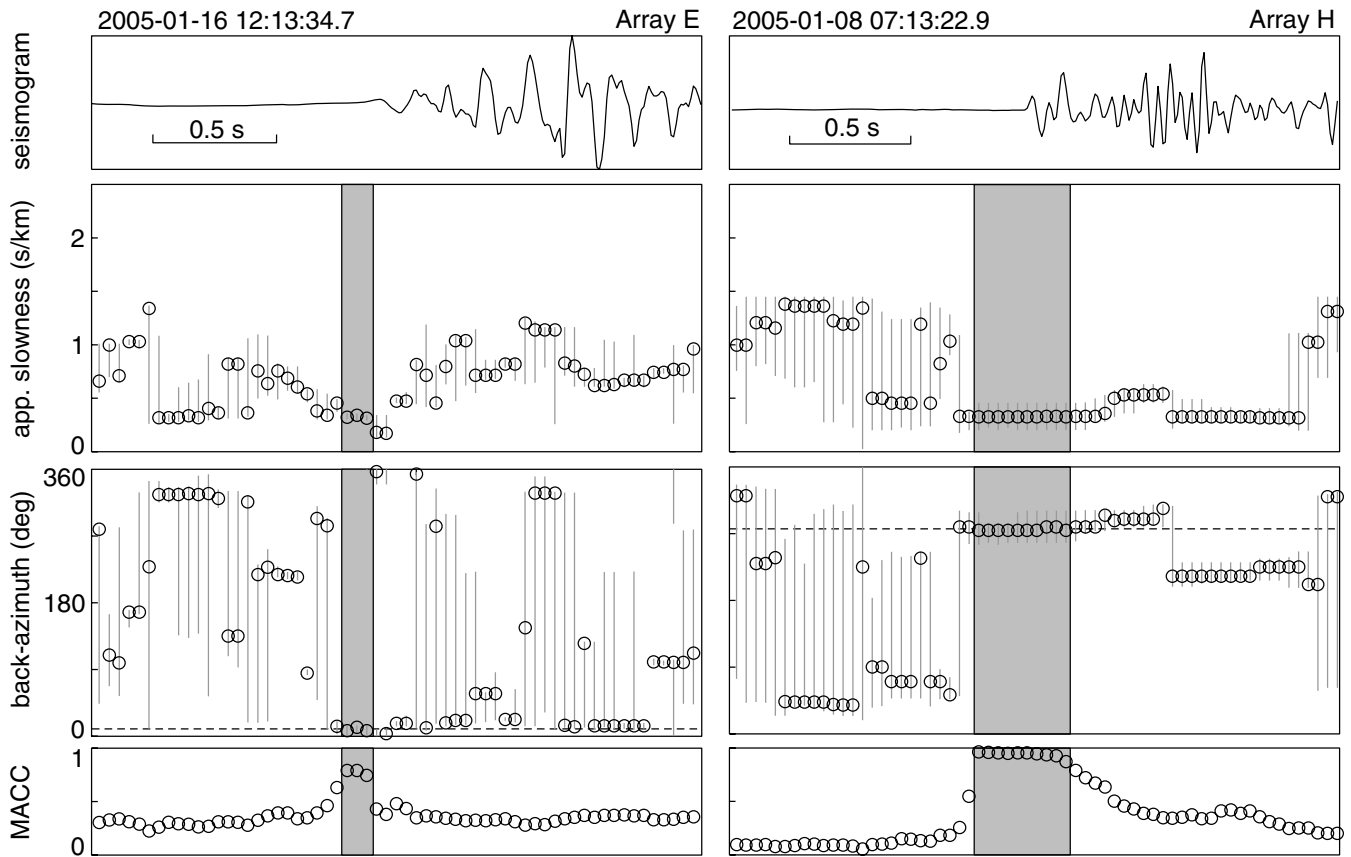 2005-01-16 12:13:34.7 Array E 2005-01-08 07:13:22.9 Array H
seismogram
0.5 s 0.5 s
app. slowness (s/km)
2
1
0
back-azimuth (deg)
360
180
0
MACC
1
0